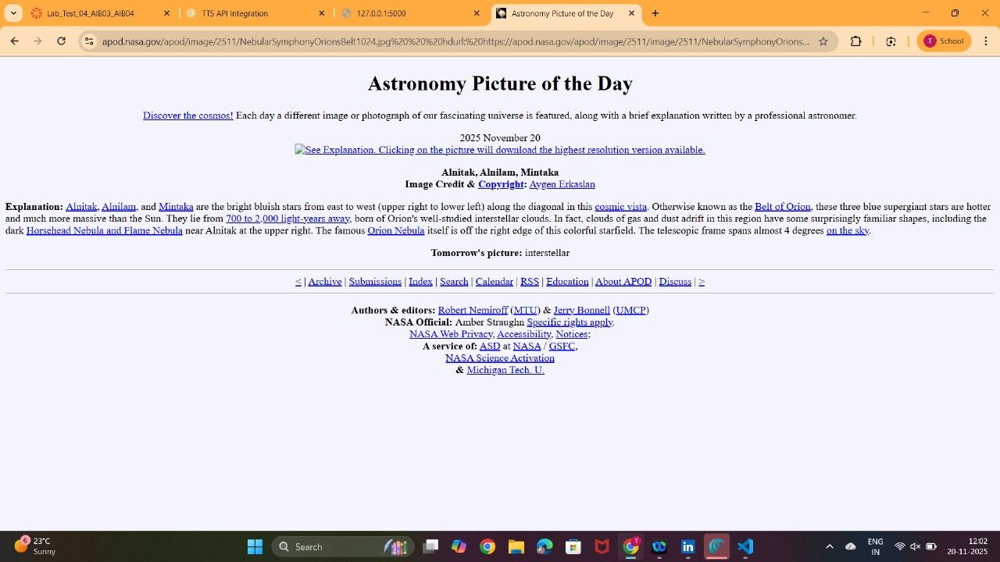 Lab_Test_04_AIB03_AIB04
TTS API Integration
127.0.0.1:5000
Astronomy Picture of the Day
apod.nasa.gov/apod/image/2511/NebularSymphonyOrionsBelt1024.jpg%20%20%20hdurl:%20https://apod.nasa.gov/apod/image/2511/image/2511/NebularSymphonyOrions...
T School
Astronomy Picture of the Day
Discover the cosmos! Each day a different image or photograph of our fascinating universe is featured, along with a brief explanation written by a professional astronomer.
2025 November 20
See Explanation. Clicking on the picture will download the highest resolution version available.
Alnitak, Alnilam, Mintaka
Image Credit & Copyright: Aygen Erkaslan
Explanation: Alnitak, Alnilam, and Mintaka are the bright bluish stars from east to west (upper right to lower left) along the diagonal in this cosmic vista. Otherwise known as the Belt of Orion, these three blue supergiant stars are hotter
and much more massive than the Sun. They lie from 700 to 2,000 light-years away, born of Orion's well-studied interstellar clouds. In fact, clouds of gas and dust adrift in this region have some surprisingly familiar shapes, including the
dark Horsehead Nebula and Flame Nebula near Alnitak at the upper right. The famous Orion Nebula itself is off the right edge of this colorful starfield. The telescopic frame spans almost 4 degrees on the sky.
Tomorrow's picture: interstellar
< | Archive | Submissions | Index | Search | Calendar | RSS | Education | About APOD | Discuss | >
Authors & editors: Robert Nemiroff (MTU) & Jerry Bonnell (UMCP)
NASA Official: Amber Straughn Specific rights apply.
NASA Web Privacy, Accessibility, Notices;
A service of: ASD at NASA / GSFC,
NASA Science Activation
& Michigan Tech. U.
6
23°C
Sunny
Search
T
in
ENG
IN
12:02
20-11-2025